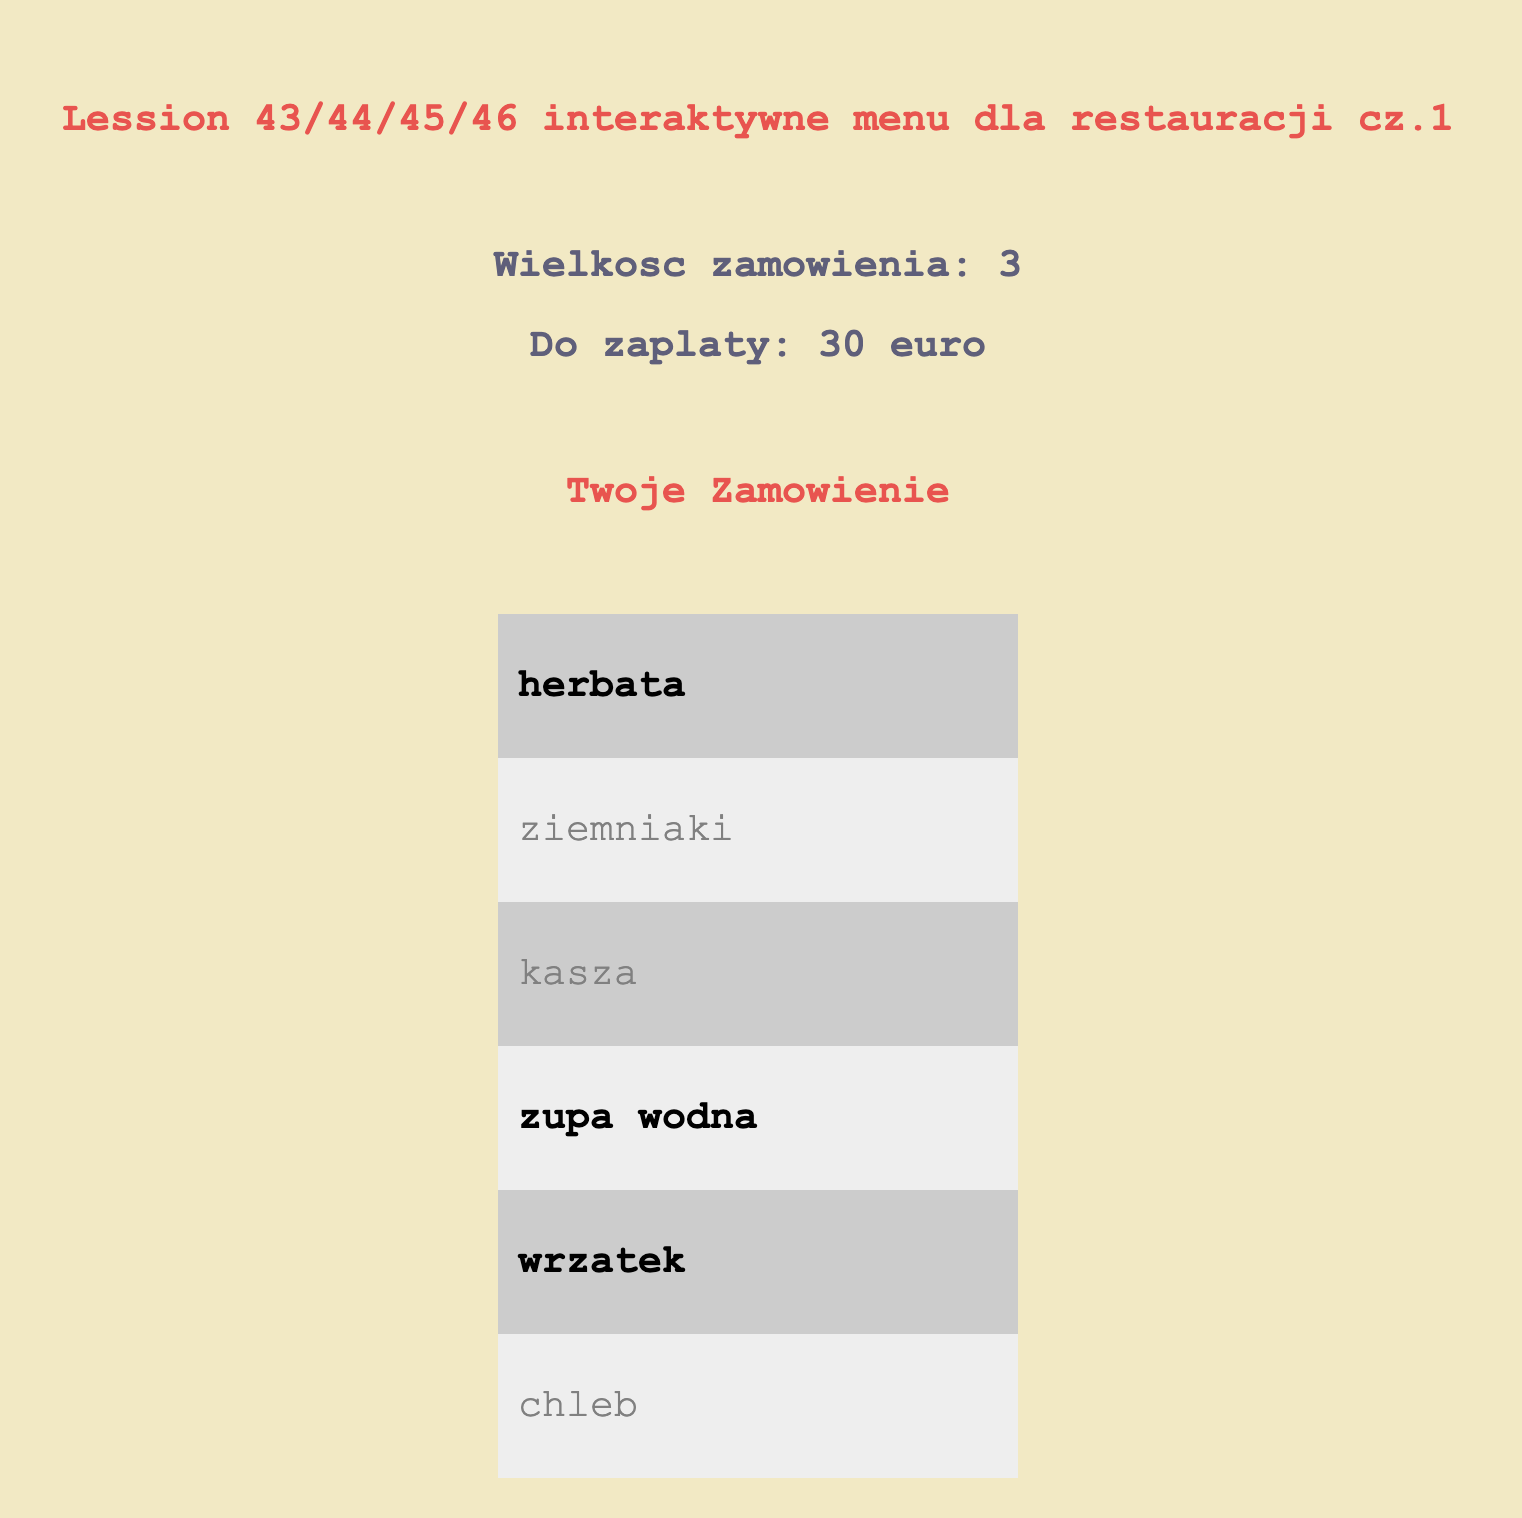 Lession 43/44/45/46 interaktywne menu dla restauracji cz.1
Wielkosc zamowienia: 3
Do zaplaty: 30 euro
Twoje Zamowienie
herbata
ziemniaki
kasza
zupa wodna
wrzatek
chleb